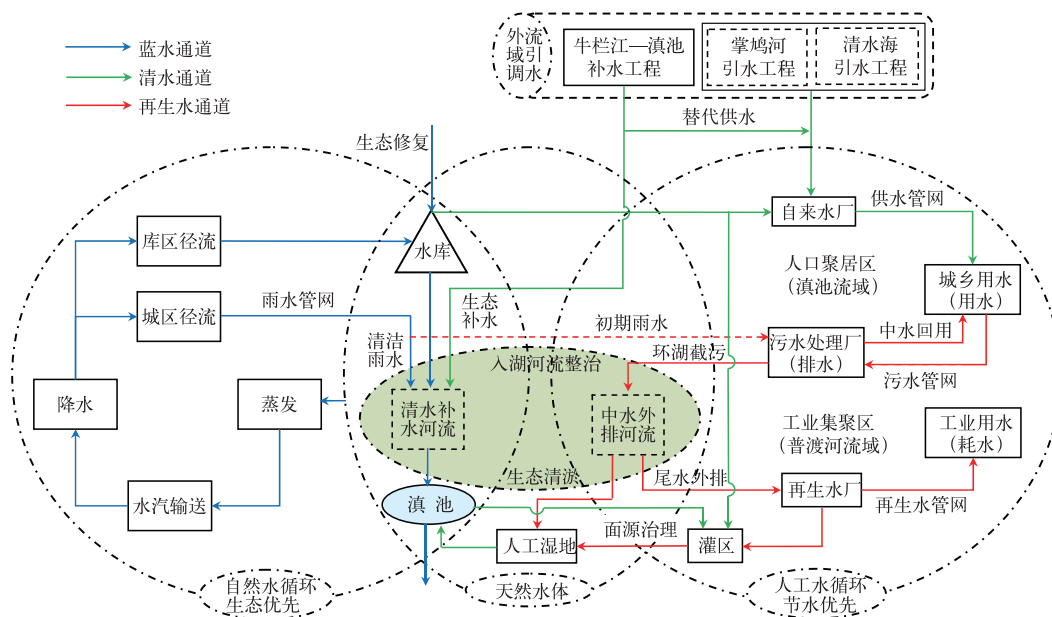 蓝水通道
清水通道
再生水通道
外流
域引
调水
牛栏江—滇池
补水工程
掌鸠河
引水工程
清水海
引水工程
替代供水
生态修复
自来水厂
供水管网
库区径流
水库
人口聚居区
（滇池流域）
城乡用水
（用水）
城区径流
雨水管网
生态
补水
清洁
雨水
初期雨水
污水处理厂
（排水）
中水回用
环湖截污
入湖河流整治
污水管网
降水
蒸发
清水补
水河流
中水外
排河流
工业集聚区
（普渡河流域）
工业用水
（耗水）
生态清淤
尾水外排
再生水厂
再生水管网
水汽输送
滇 池
面源治理
人工湿地
灌区
自然水循环
生态优先
天然水体
人工水循环
节水优先